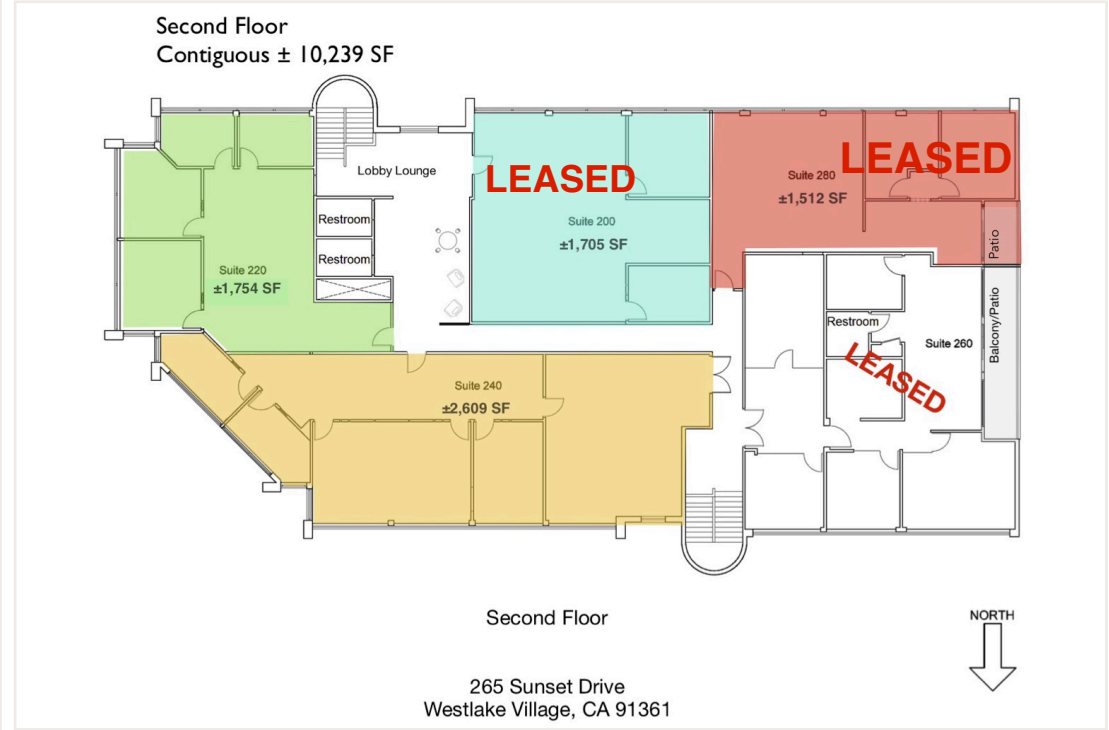 Second Floor
Contiguous ± 10,239 SF
Lobby Lounge
LEASED
LEASED
Suite 280
±1,512 SF
Restroom
Suite 200
±1,705 SF
Patio
Restroom
Suite 220
±1,754 SF
Balcony/Patio
Restroom
Suite 260
LEASED
Suite 240
±2,609 SF
Second Floor
NORTH
265 Sunset Drive
Westlake Village, CA 91361